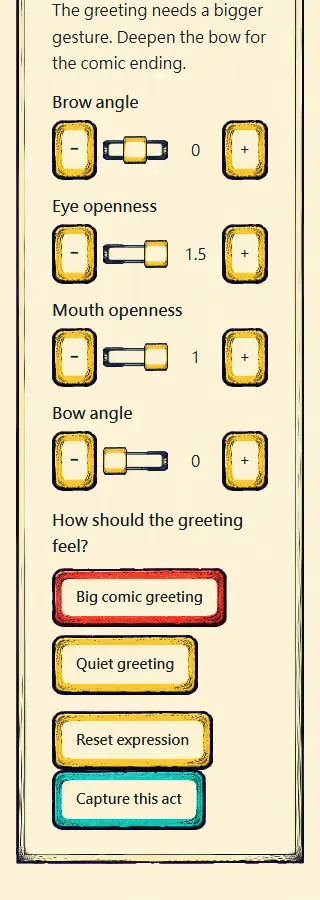 The greeting needs a bigger
gesture. Deepen the bow for
the comic ending.
Brow angle
- 0 +
Eye openness
- 1.5 +
Mouth openness
- 1 +
Bow angle
- 0 +
How should the greeting
feel?
Big comic greeting
Quiet greeting
Reset expression
Capture this act